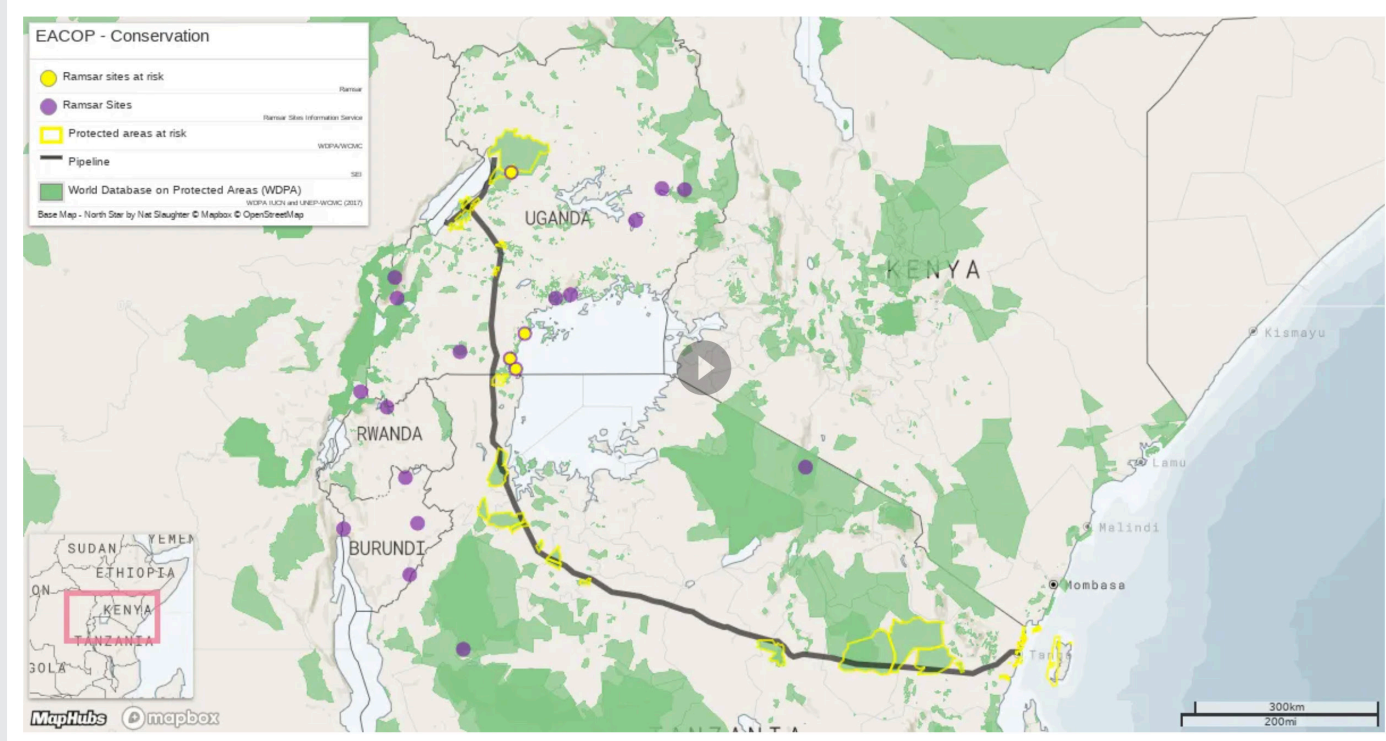 EACOP - Conservation
Ramsar sites at risk
Ramsar
Ramsar Sites
Ramsar Sites Information Service
Protected areas at risk
WDPA/WCMC
Pipeline
SEI
World Database on Protected Areas (WDPA)
WDPA IUCN and UNEP-WCMC (2017)
Base Map - North Star by Nat Slaughter © Mapbox © OpenStreetMap
UGANDA
KENYA
Kismayu
RWANDA
Lamu
Malindi
BURUNDI
Mombasa
Tanga
TANZANIA
SUDAN
YEMEN
ETHIOPIA
ON
KENYA
TANZANIA
GOLA
MapHubs
mapbox
300km
200mi